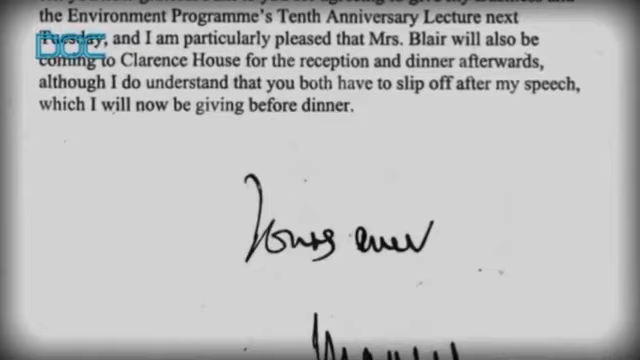 the Environment Programme's Tenth Anniversary Lecture next
Tuesday, and I am particularly pleased that Mrs. Blair will also be
DOC
coming to Clarence House for the reception and dinner afterwards,
although I do understand that you both have to slip off after my speech,
which I will now be giving before dinner.
Yours ever